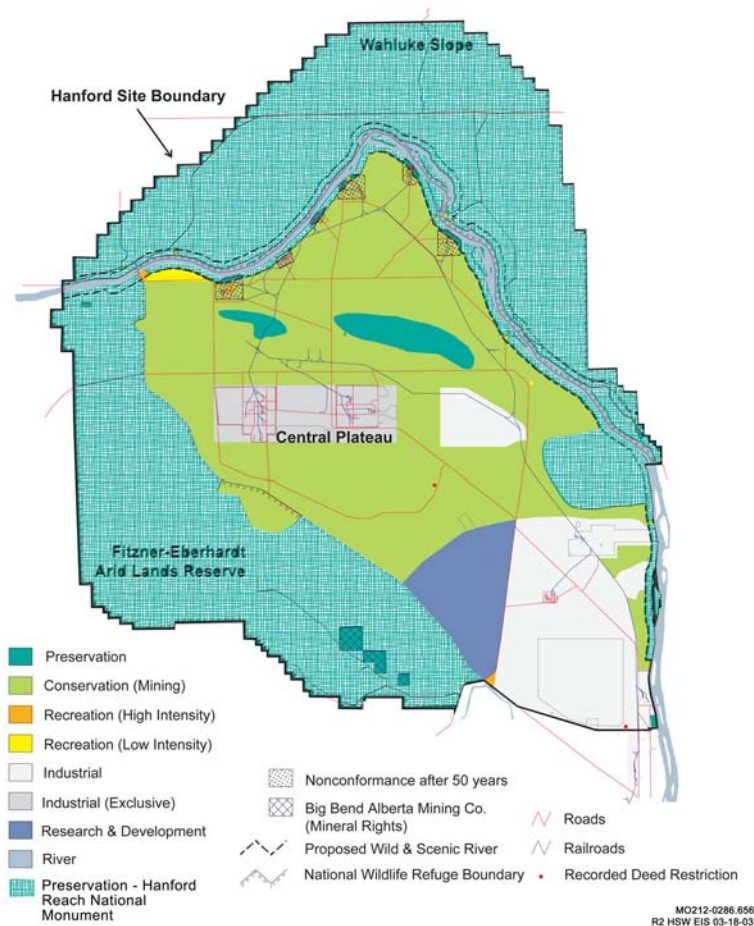 Wahluke Slope
Hanford Site Boundary
Central Plateau
Fitzner-Eberhardt
Arid Lands Reserve
Preservation
Conservation (Mining)
Recreation (High Intensity)
Recreation (Low Intensity)
Industrial
Industrial (Exclusive)
Research & Development
River
Preservation - Hanford
Reach National
Monument
Nonconformance after 50 years
Big Bend Alberta Mining Co.
(Mineral Rights)
Proposed Wild & Scenic River
National Wildlife Refuge Boundary
Roads
Railroads
Recorded Deed Restriction
MO212-0286.656
R2 HSW EIS 03-18-03